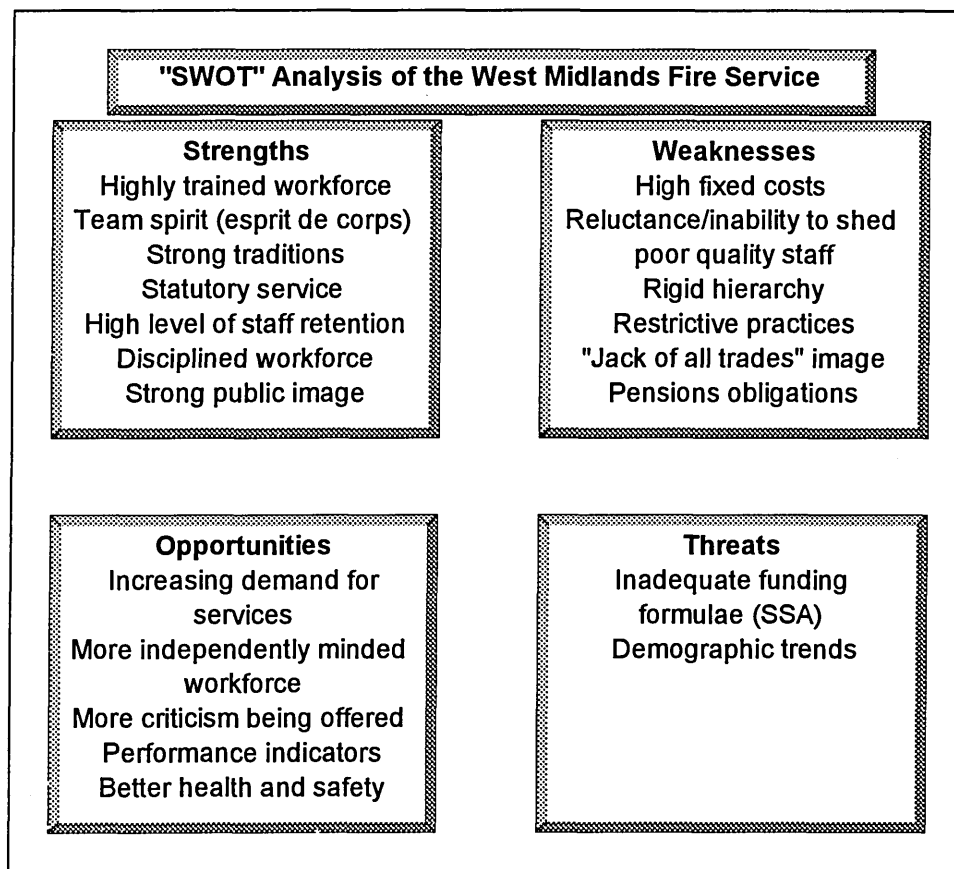 "SWOT" Analysis of the West Midlands Fire Service
Strengths
Highly trained workforce
Team spirit (esprit de corps)
Strong traditions
Statutory service
High level of staff retention
Disciplined workforce
Strong public image
Weaknesses
High fixed costs
Reluctance/inability to shed
poor quality staff
Rigid hierarchy
Restrictive practices
"Jack of all trades" image
Pensions obligations
Opportunities
Increasing demand for
services
More independently minded
workforce
More criticism being offered
Performance indicators
Better health and safety
Threats
Inadequate funding
formulae (SSA)
Demographic trends